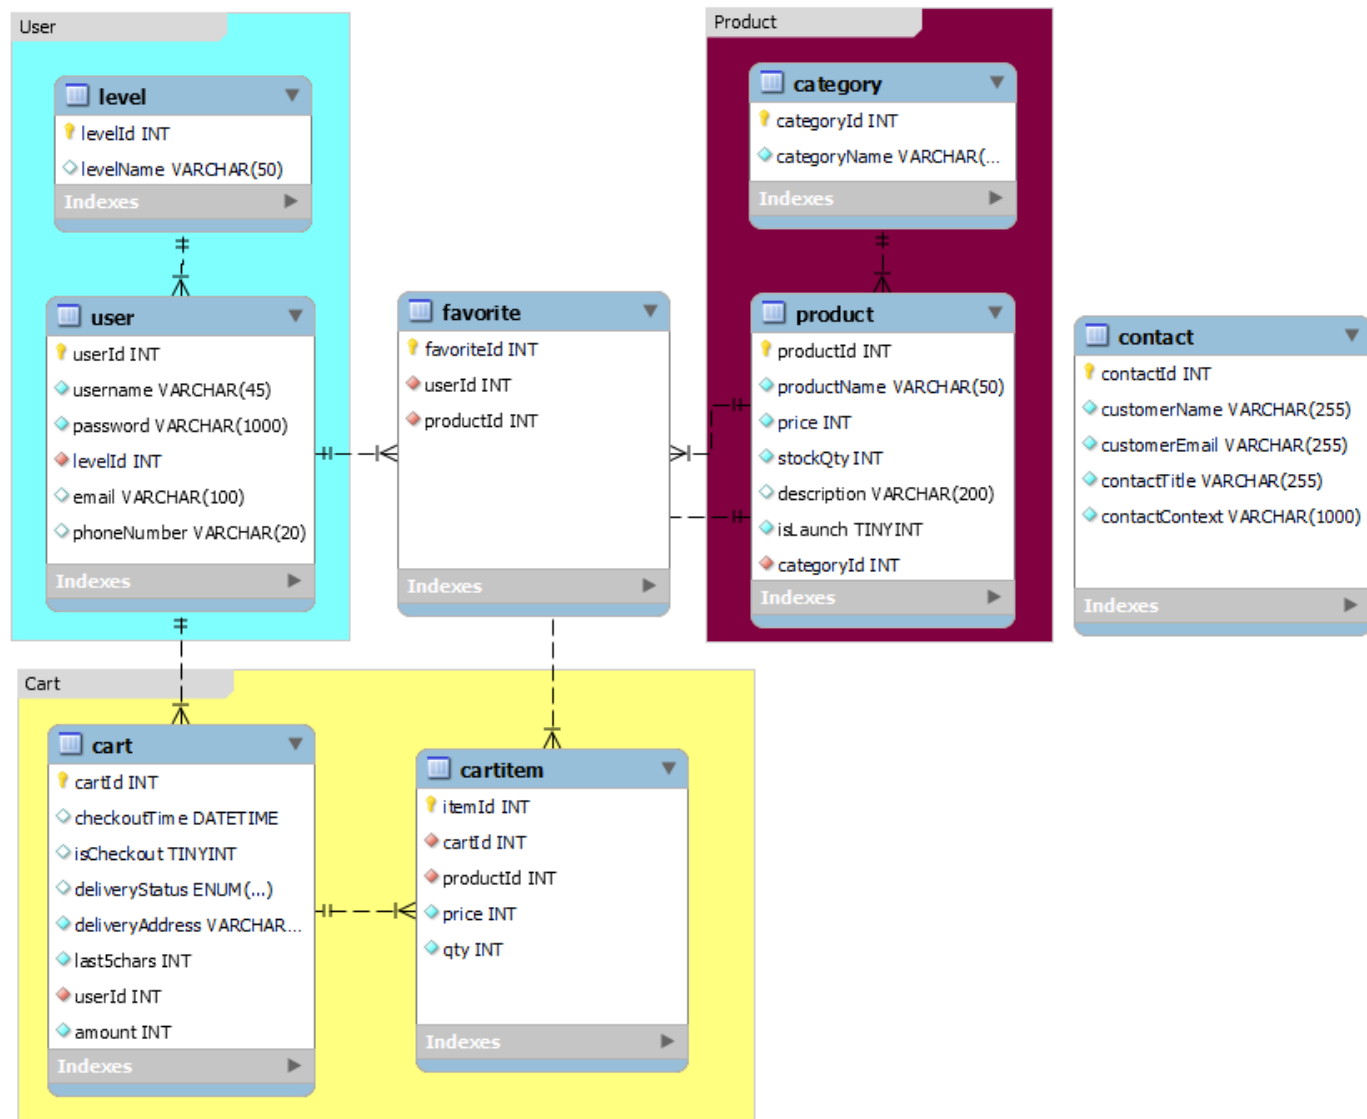 User
level
levelId INT
levelName VARCHAR(50)
Indexes
user
userId INT
username VARCHAR(45)
password VARCHAR(1000)
levelId INT
email VARCHAR(100)
phoneNumber VARCHAR(20)
Indexes
favorite
favoriteId INT
userId INT
productId INT
Indexes
Product
category
categoryId INT
categoryName VARCHAR(...
Indexes
product
productId INT
productName VARCHAR(50)
price INT
stockQty INT
description VARCHAR(200)
isLaunch TINYINT
categoryId INT
Indexes
contact
contactId INT
customerName VARCHAR(255)
customerEmail VARCHAR(255)
contactTitle VARCHAR(255)
contactContext VARCHAR(1000)
Indexes
Cart
cart
cartId INT
checkoutTime DATETIME
isCheckout TINYINT
deliveryStatus ENUM(...)
deliveryAddress VARCHAR...
last5chars INT
userId INT
amount INT
Indexes
cartitem
itemId INT
cartId INT
productId INT
price INT
qty INT
Indexes